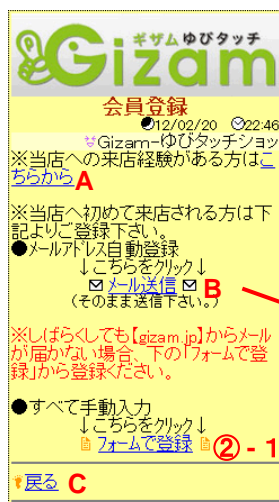 ギザム ゆびタッチ
Gizam
会員登録
12/02/20 22:46
Gizam-ゆびタッチショッ
※当店への来店経験がある方はこ
ちらから A
※当店へ初めて来店される方は下
記よりご登録下さい。
●メールアドレス自動登録
↓こちらをクリック↓
メール送信 B
(そのまま送信下さい。)
※しばらくしても【gizam.jp】からメール
が届かない場合、下の「フォームで登
録」から登録ください。
●すべて手動入力
↓こちらをクリック↓
フォームで登録 ② - 1
戻る C